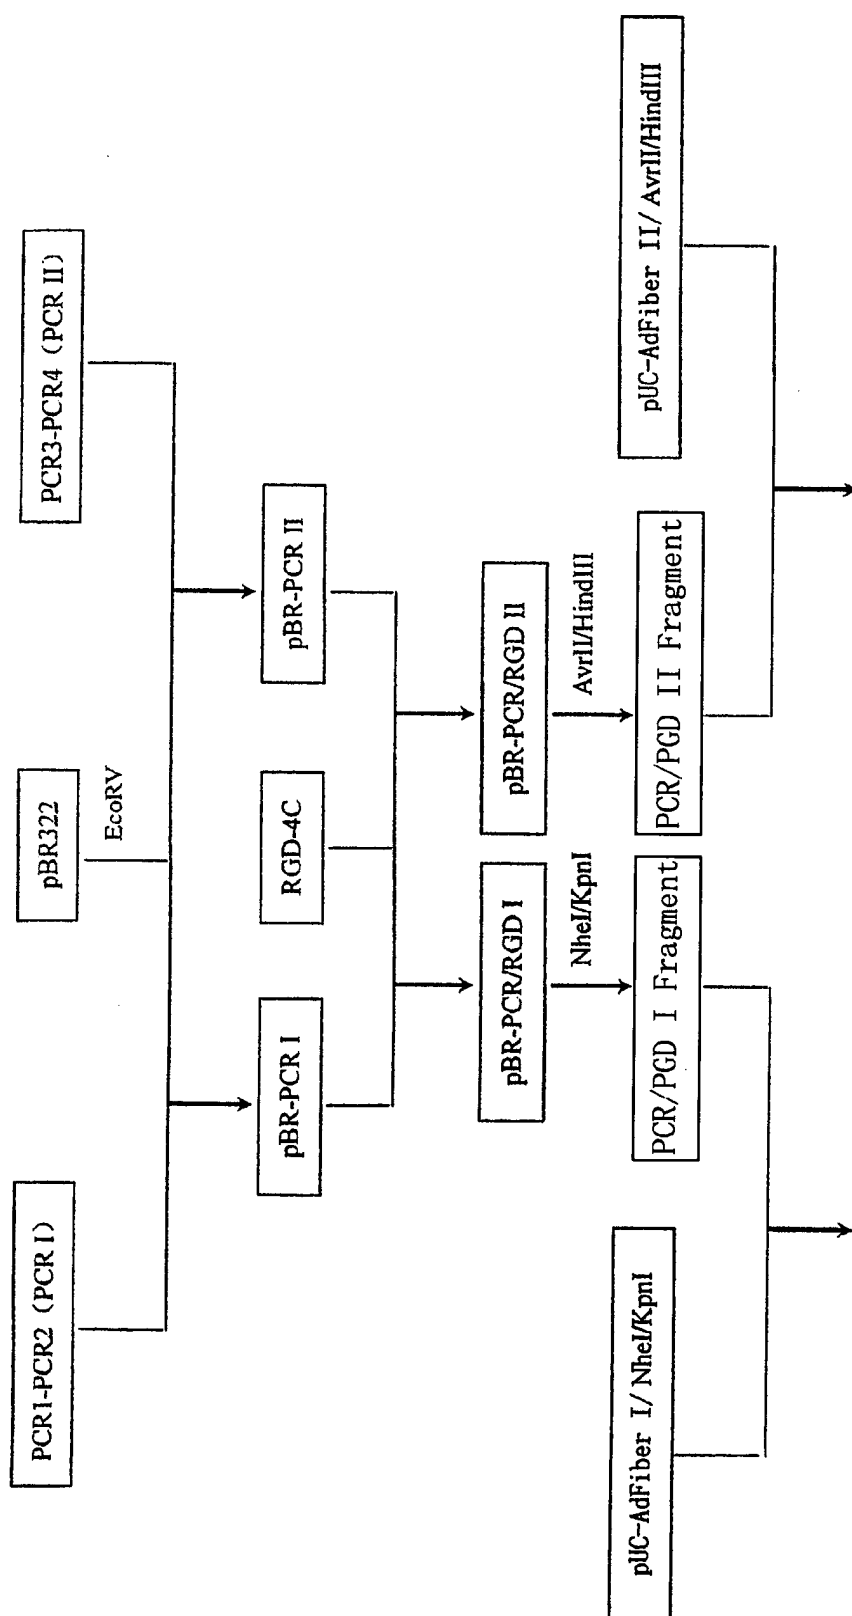 PCR1-PCR2 (PCR I)
pBR322
PCR3-PCR4 (PCR II)
EcoRV
pBR-PCR I
RGD-4C
pBR-PCR II
pBR-PCR/RGD I
pBR-PCR/RGD II
NheI/KpnI
AvrII/HindIII
pUC-AdFiber I/ NheI/KpnI
PCR/PGD I Fragment
PCR/PGD II Fragment
pUC-AdFiber II/ AvrII/HindIII